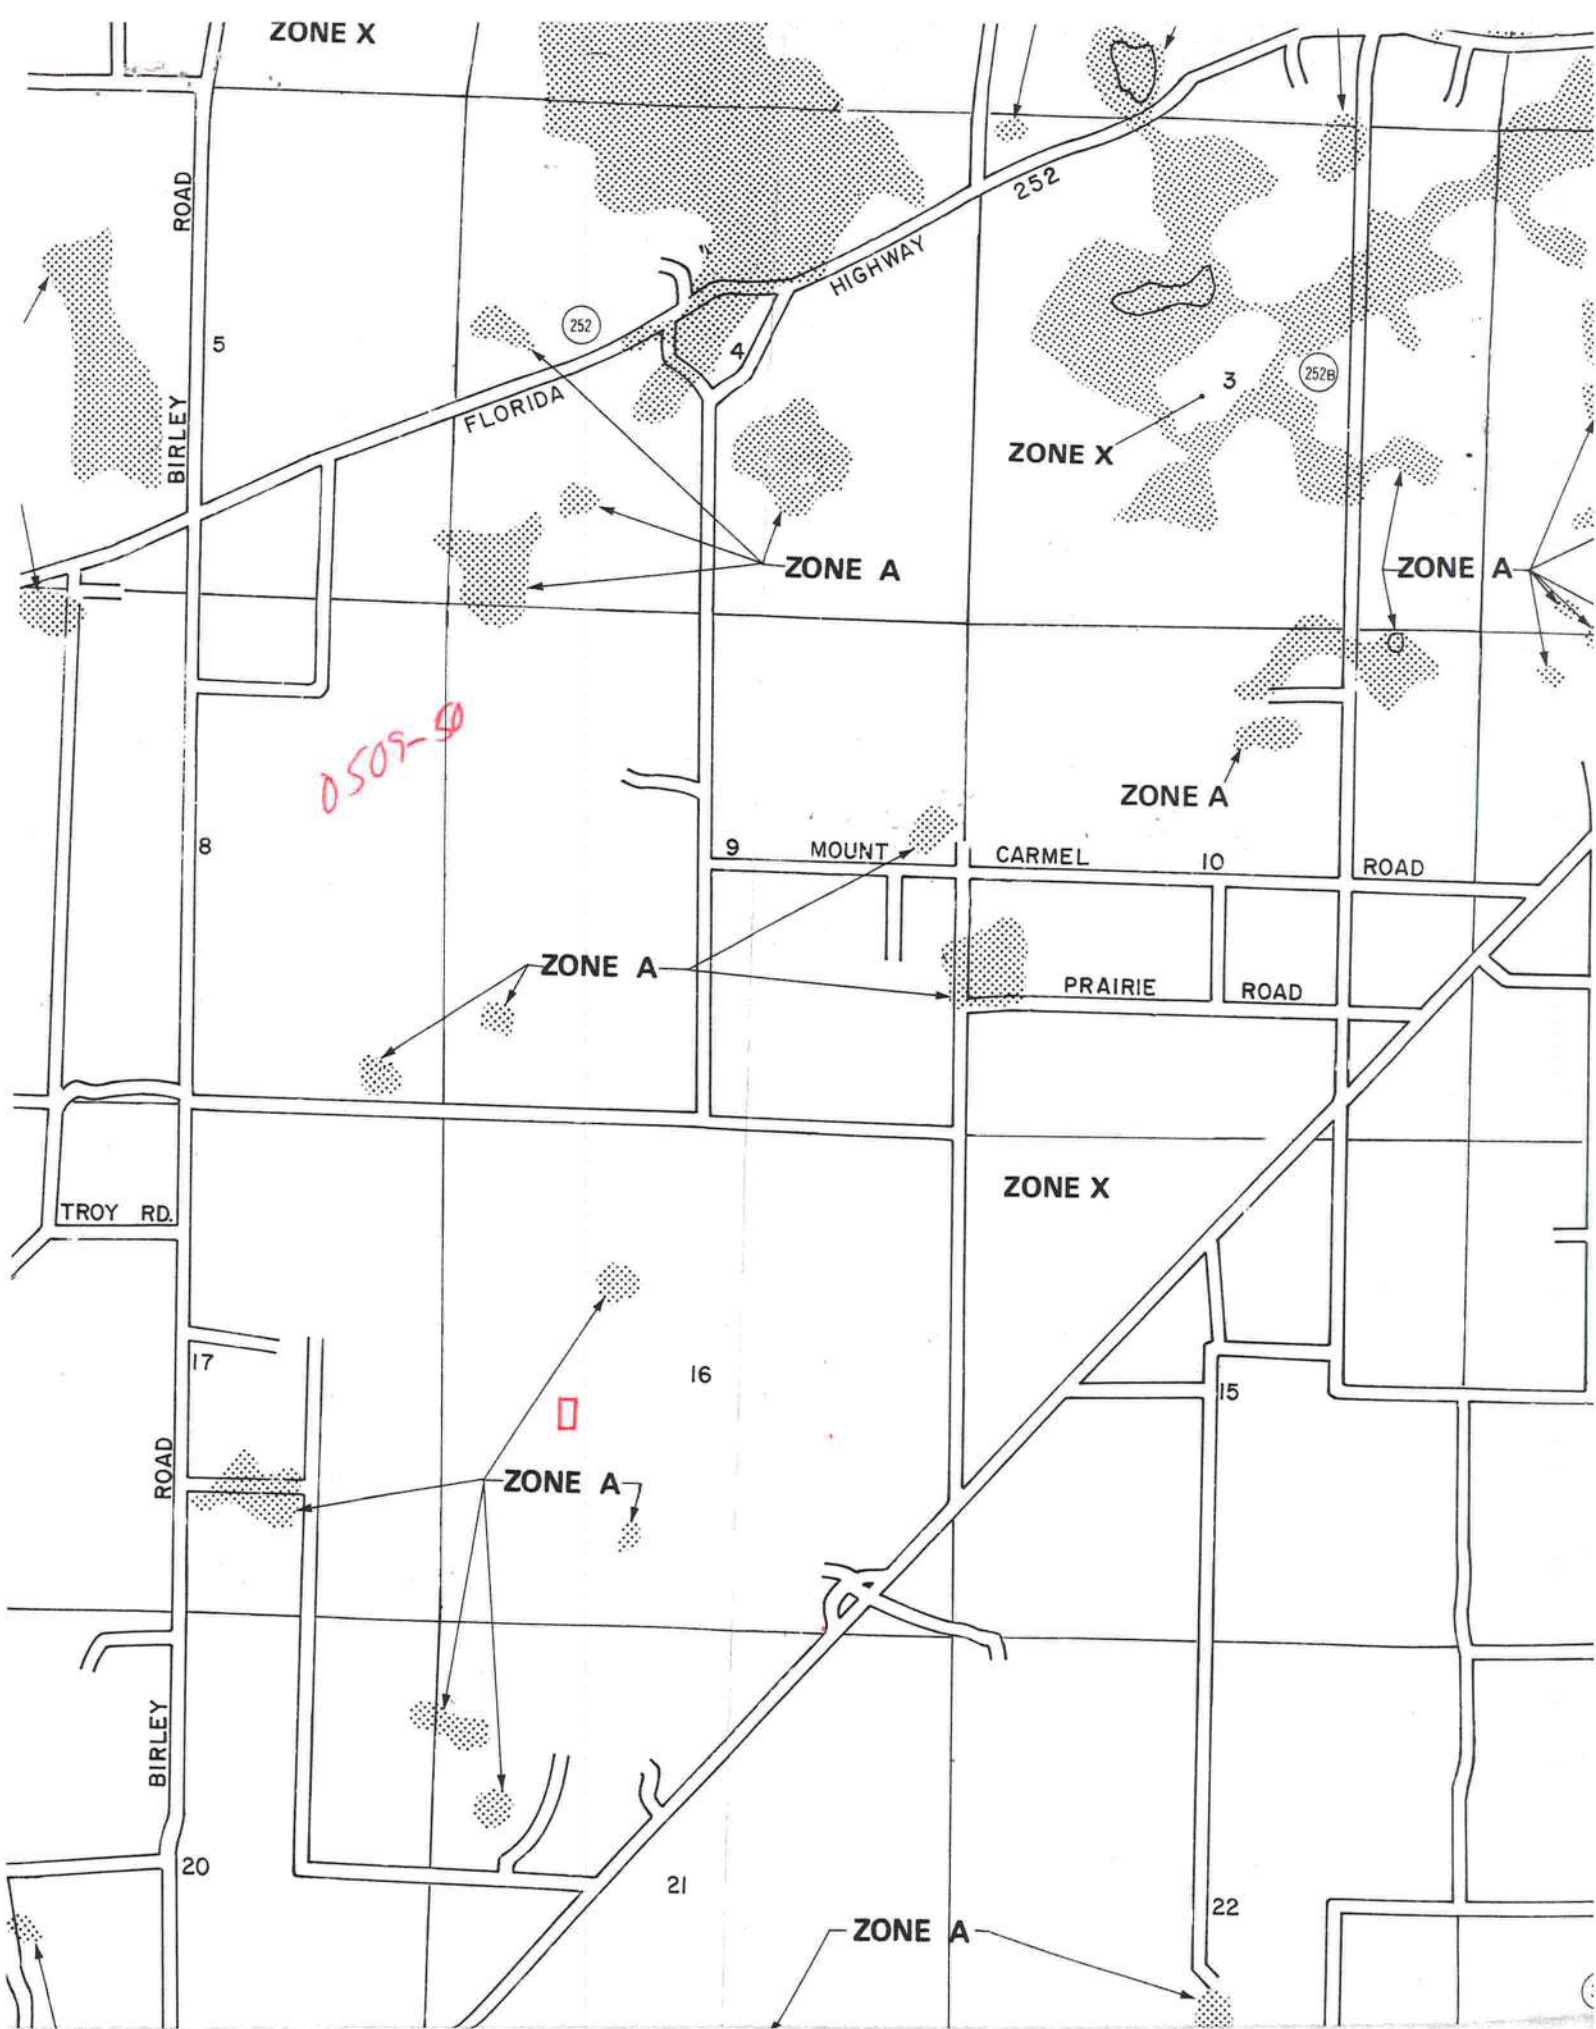 ZONE X
ROAD
252
HIGHWAY
252
5
4
3
252B
BIRLEY
FLORIDA
ZONE X
ZONE A
ZONE A
0509-50
ZONE A
8
9
MOUNT
CARMEL
10
ROAD
ZONE A
PRAIRIE
ROAD
ZONE X
TROY RD.
17
16
15
ROAD
ZONE A
BIRLEY
20
21
22
ZONE A